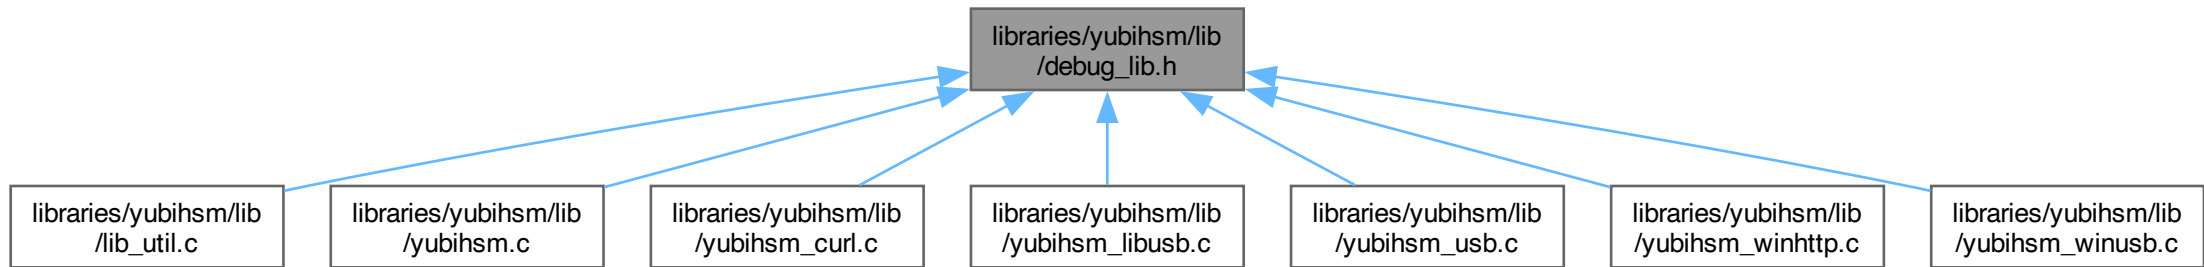 libraries/yubihsm/lib
/debug_lib.h
libraries/yubihsm/lib
/lib_util.c
libraries/yubihsm/lib
/yubihsm.c
libraries/yubihsm/lib
/yubihsm_curl.c
libraries/yubihsm/lib
/yubihsm_libusb.c
libraries/yubihsm/lib
/yubihsm_usb.c
libraries/yubihsm/lib
/yubihsm_winhttp.c
libraries/yubihsm/lib
/yubihsm_winusb.c